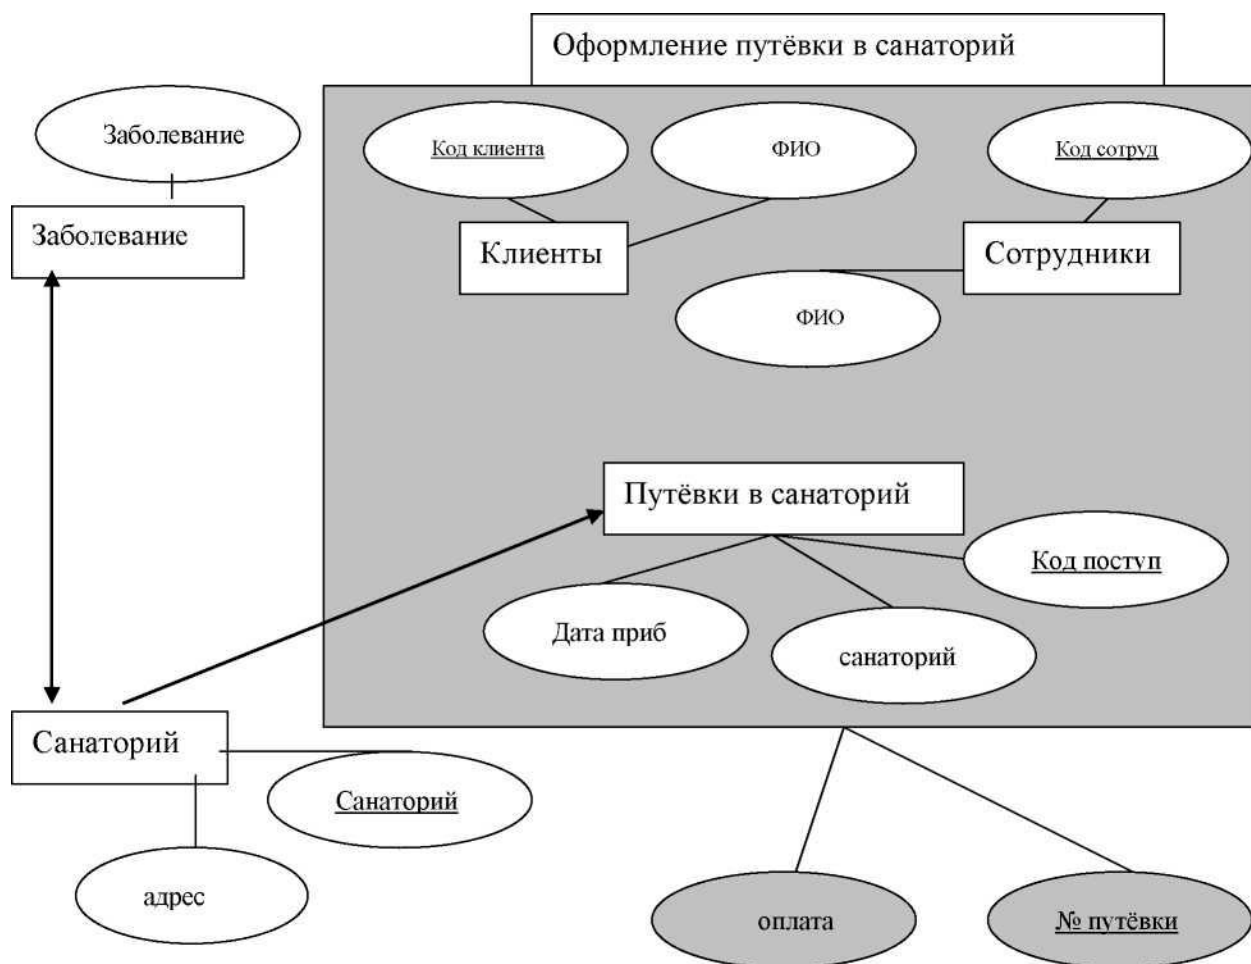 Оформление путёвки в санаторий
Заболевание
Код клиента
ФИО
Код сотруд
Заболевание
Клиенты
Сотрудники
ФИО
Путёвки в санаторий
Код поступ
Дата приб
санаторий
Санаторий
Санаторий
адрес
оплата
№ путёвки